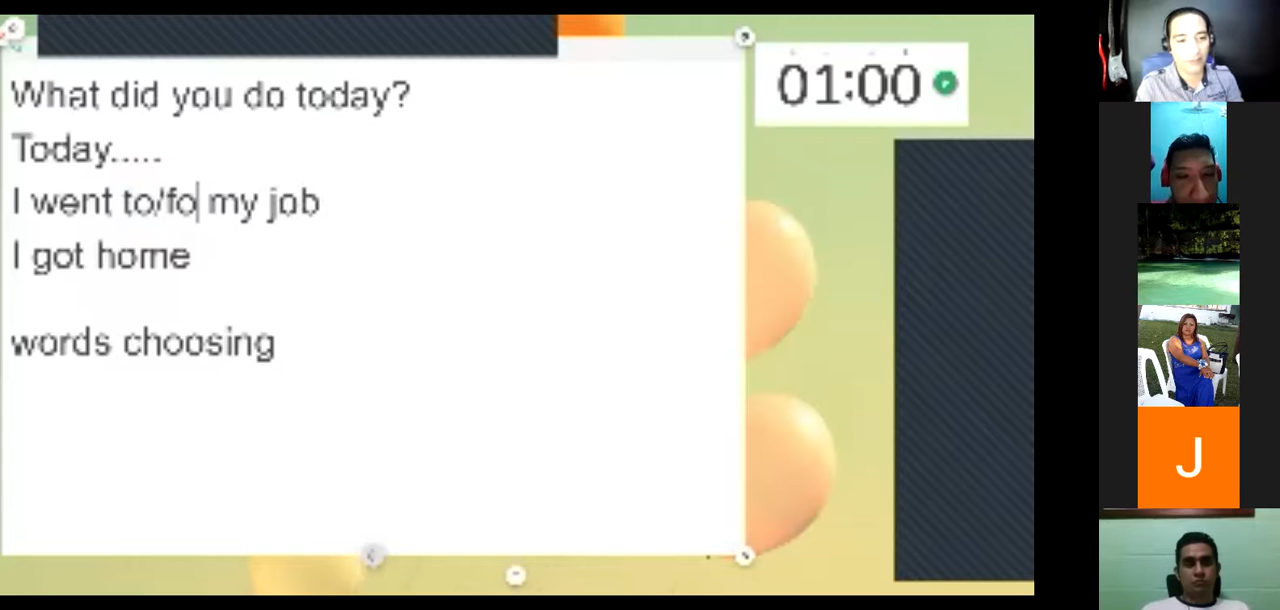 What did you do today?
Today.....
I went to/fo my job
I got home
words choosing
01:00
J